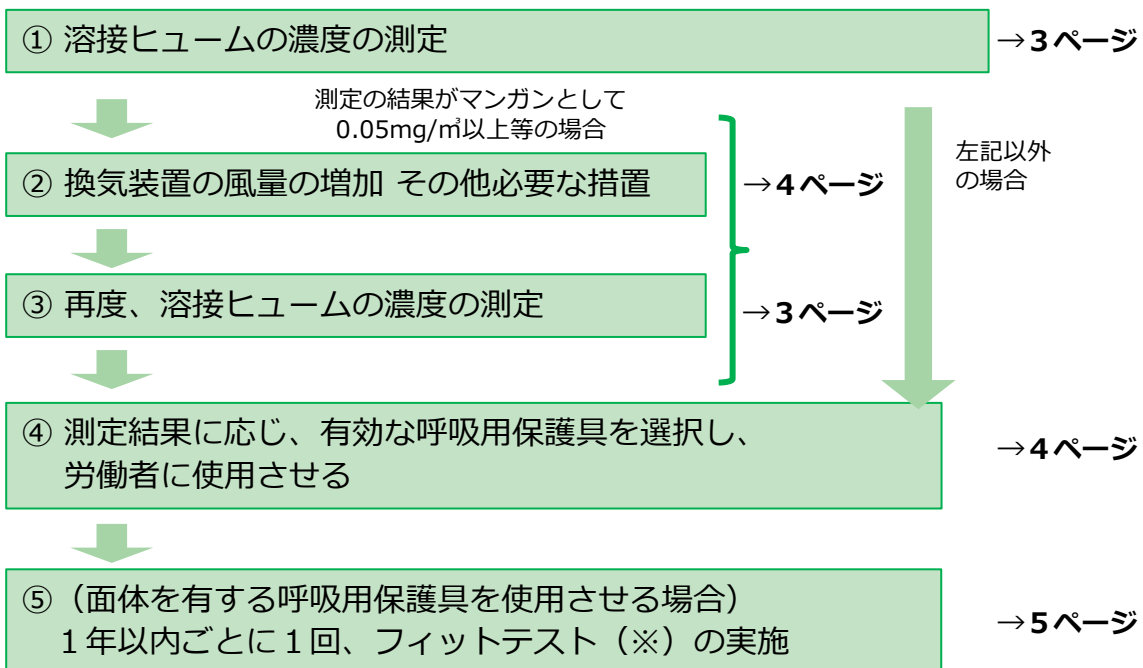 ① 溶接ヒュームの濃度の測定
→３ページ
測定の結果がマンガンとして
0.05mg/㎥以上等の場合
左記以外
の場合
② 換気装置の風量の増加 その他必要な措置
→４ページ
③ 再度、溶接ヒュームの濃度の測定
→３ページ
④ 測定結果に応じ、有効な呼吸用保護具を選択し、
労働者に使用させる
→４ページ
⑤（面体を有する呼吸用保護具を使用させる場合）
１年以内ごとに１回、フィットテスト（※）の実施
→５ページ